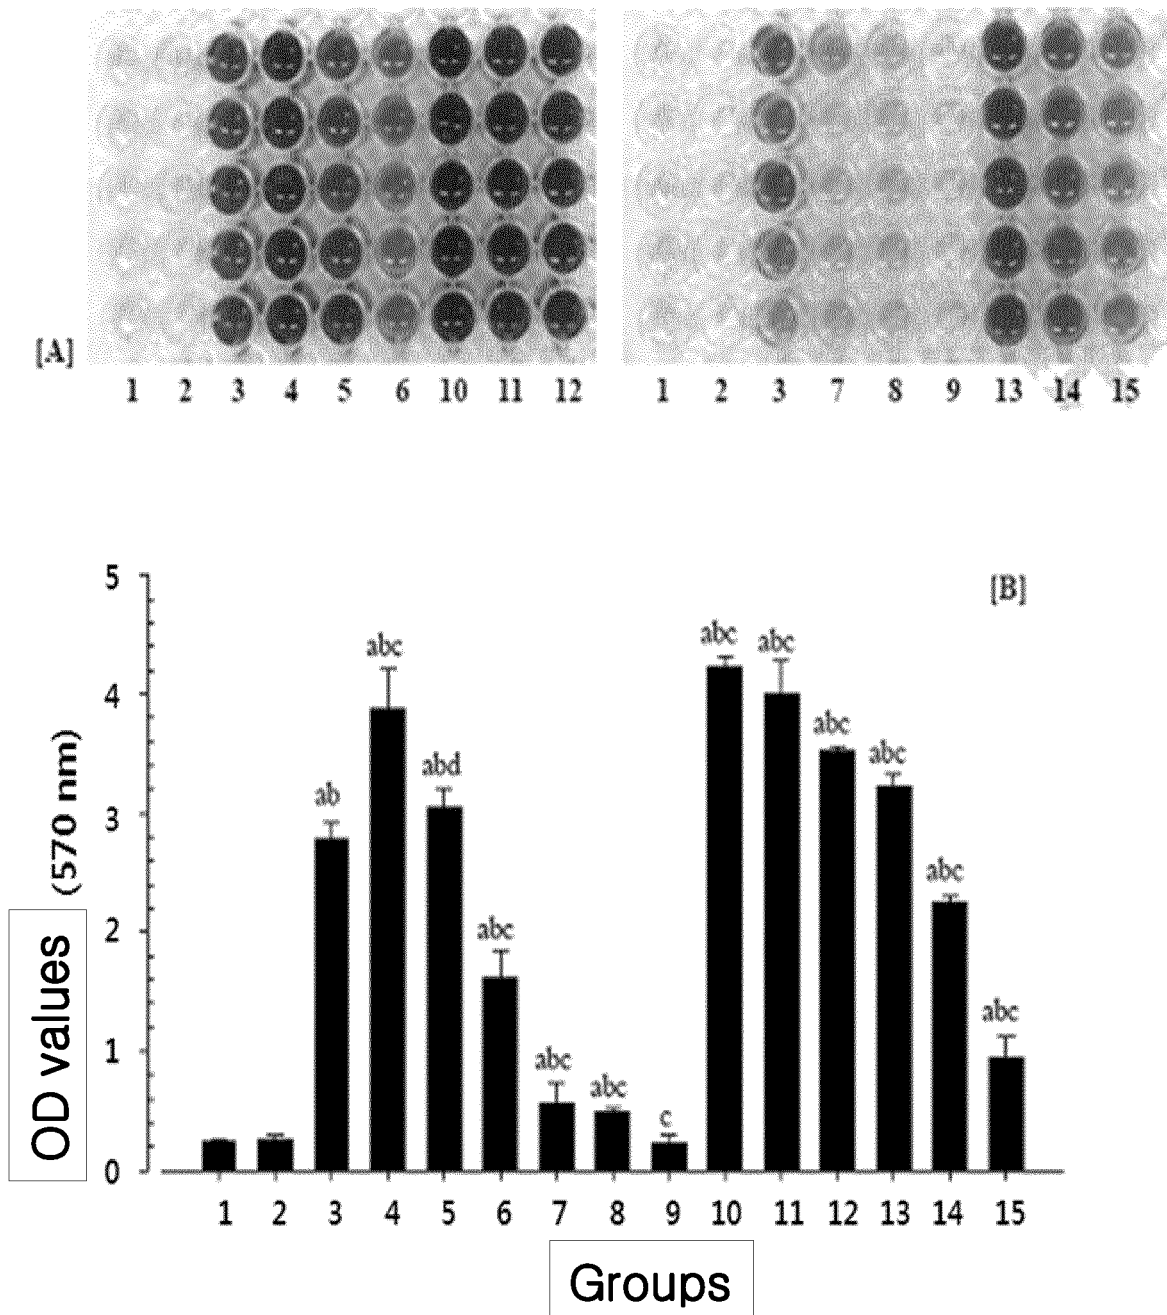 [A]
1 2 3 4 5 6 10 11 12
1 2 3 7 8 9 13 14 15
[B]
OD values (570 nm)
5
4
3
2
1
0
ab
abc
abd
abc
abc
abc
c
abc
abc
abc
abc
abc
abc
1 2 3 4 5 6 7 8 9 10 11 12 13 14 15
Groups